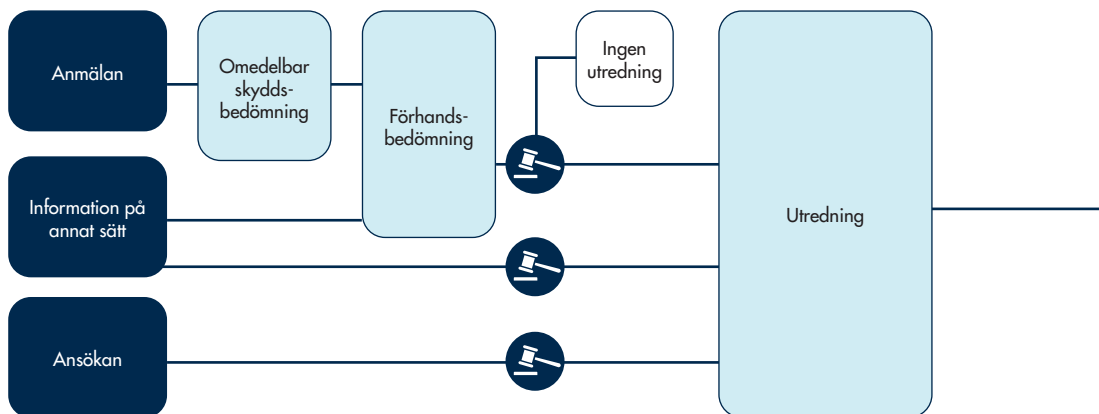 Anmälan
Omedelbar
skydds-
bedömning
Förhands-
bedömning
Ingen
utredning
Information på
annat sätt
Utredning
Ansökan